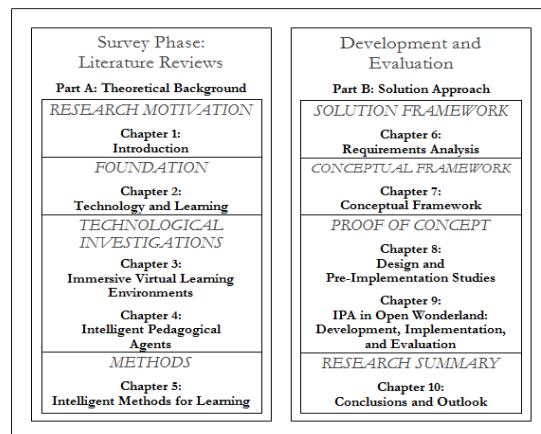 Survey Phase:
Literature Reviews
Part A: Theoretical Background
RESEARCH MOTIVATION
Chapter 1:
Introduction
FOUNDATION
Chapter 2:
Technology and Learning
TECHNOLOGICAL
INVESTIGATIONS
Chapter 3:
Immersive Virtual Learning
Environments
Chapter 4:
Intelligent Pedagogical
Agents
METHODS
Chapter 5:
Intelligent Methods for Learning
Development and
Evaluation
Part B: Solution Approach
SOLUTION FRAMEWORK
Chapter 6:
Requirements Analysis
CONCEPTUAL FRAMEWORK
Chapter 7:
Conceptual Framework
PROOF OF CONCEPT
Chapter 8:
Design and
Pre-Implementation Studies
Chapter 9:
IPA in Open Wonderland:
Development, Implementation,
and Evaluation
RESEARCH SUMMARY
Chapter 10:
Conclusions and Outlook